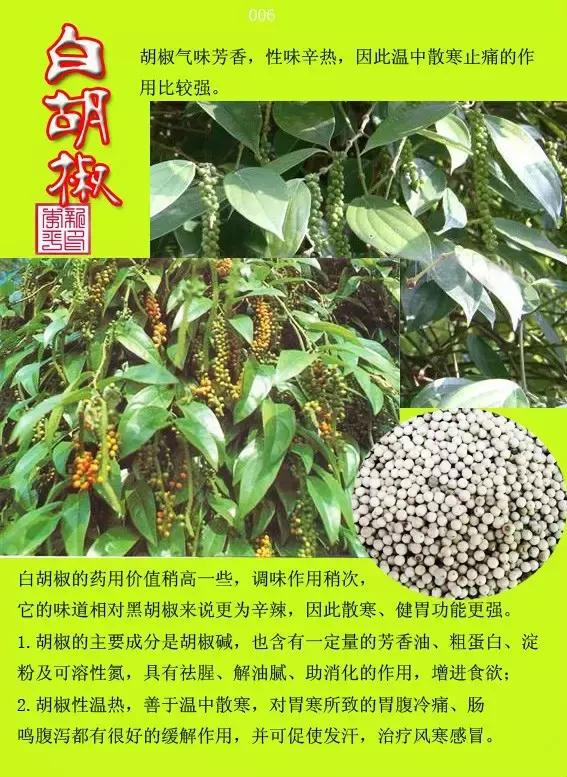 006
白胡椒
胡椒气味芳香，性味辛热，因此温中散寒止痛的作
用比较强。
白胡椒的药用价值稍高一些，调味作用稍次，
它的味道相对黑胡椒来说更为辛辣，因此散寒、健胃功能更强。
1.胡椒的主要成分是胡椒碱，也含有一定量的芳香油、粗蛋白、淀
粉及可溶性氮，具有祛腥、解油腻、助消化的作用，增进食欲；
2.胡椒性温热，善于温中散寒，对胃寒所致的胃腹冷痛、肠
鸣腹泻都有很好的缓解作用，并可促使发汗，治疗风寒感冒。